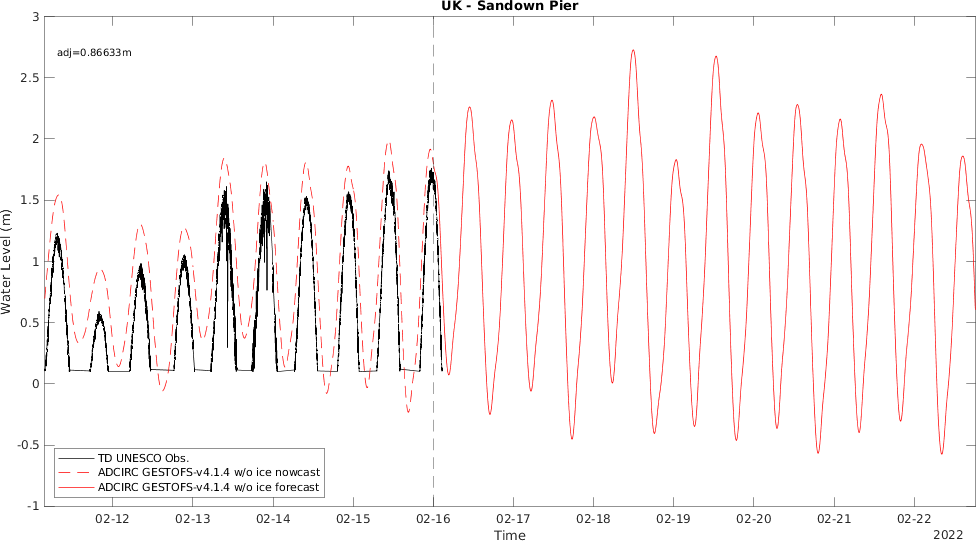 UK - Sandown Pier
adj=0.86633m
Water Level (m)
3
2.5
2
1.5
1
0.5
0
-0.5
-1
TD UNESCO Obs.
ADCIRC GESTOFS-v4.1.4 w/o ice nowcast
ADCIRC GESTOFS-v4.1.4 w/o ice forecast
02-12 02-13 02-14 02-15 02-16 02-17 02-18 02-19 02-20 02-21 02-22
Time
2022